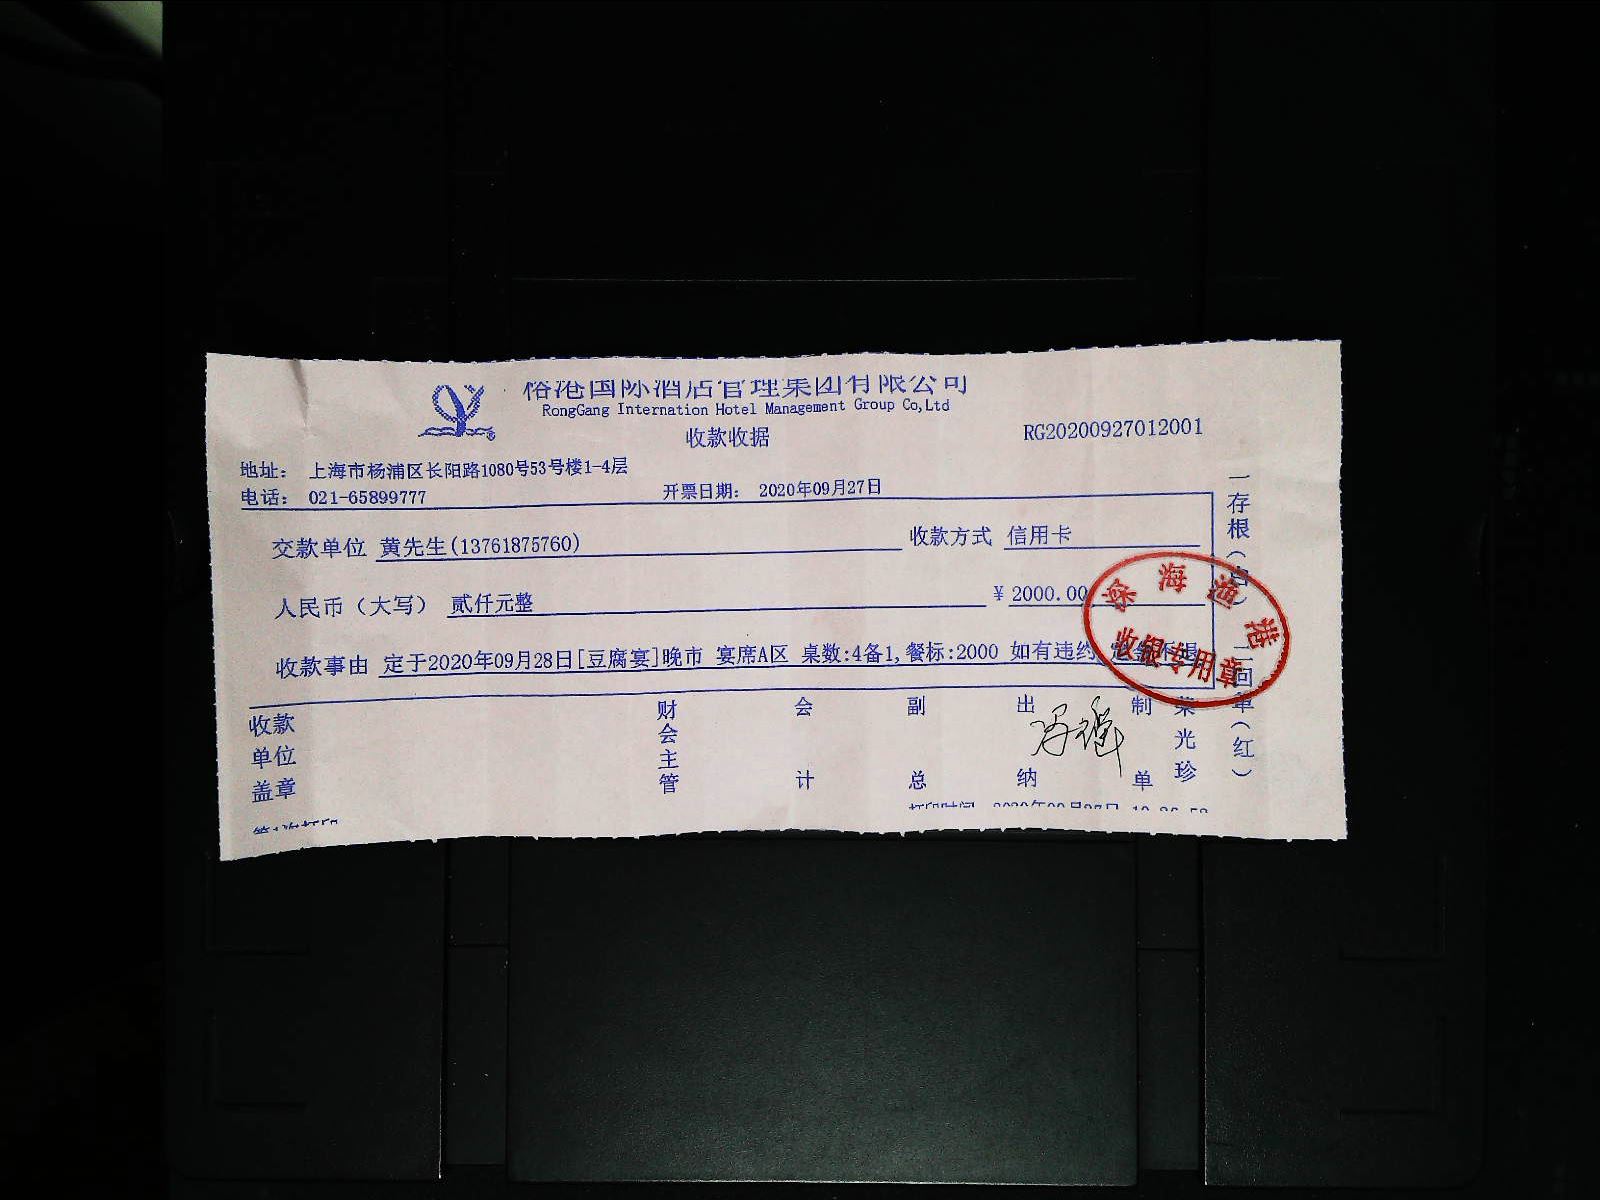 国际酒店管理集团有限公司
RongGang Internation Hotel Management Group Co,Ltd
收款收据
RG20200927012001
地址： 上海市杨浦区长阳路1080号53号楼1-4层
电话： 021-65899777
开票日期： 2020年09月27日
交款单位 黄先生(13761875760)
收款方式 信用卡
人民币（大写） 贰仟元整
¥ 2000.00
收款事由 定于2020年09月28日[豆腐宴]晚市 宴席A区 桌数:4备1,餐标:2000 如有违约
深海渔港
收银专用章
收款单位盖章
财会主管
会计
副总
出纳
制单
荣光珍
一存根（白）
二回单（红）